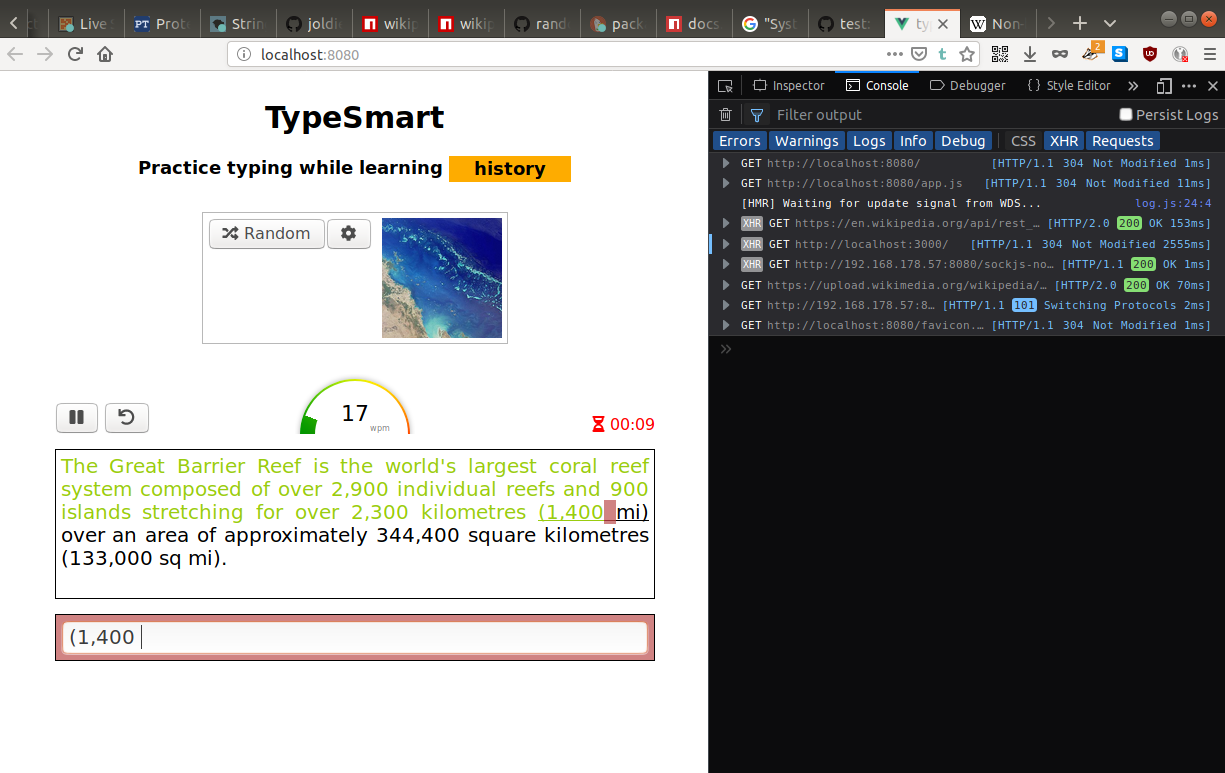 Live S
Prote
Strin
joldie
wikip
wikip
rand
pack
docs
"Syst
test:
ty
Non-
localhost:8080
2
TypeSmart
Practice typing while learning history
Random
17
wpm
00:09
The Great Barrier Reef is the world's largest coral reef
system composed of over 2,900 individual reefs and 900
islands stretching for over 2,300 kilometres (1,400 mi)
over an area of approximately 344,400 square kilometres
(133,000 sq mi).
(1,400
Inspector Console Debugger Style Editor
Filter output Persist Logs
Errors Warnings Logs Info Debug CSS XHR Requests
GET http://localhost:8080/ [HTTP/1.1 304 Not Modified 1ms]
GET http://localhost:8080/app.js [HTTP/1.1 304 Not Modified 11ms]
[HMR] Waiting for update signal from WDS... log.js:24:4
XHR GET https://en.wikipedia.org/api/rest_… [HTTP/2.0 200 OK 153ms]
XHR GET http://localhost:3000/ [HTTP/1.1 304 Not Modified 2555ms]
XHR GET http://192.168.178.57:8080/sockjs-no… [HTTP/1.1 200 OK 1ms]
GET https://upload.wikimedia.org/wikipedia/… [HTTP/2.0 200 OK 70ms]
GET http://192.168.178.57:8… [HTTP/1.1 101 Switching Protocols 2ms]
GET http://localhost:8080/favicon.… [HTTP/1.1 304 Not Modified 1ms]